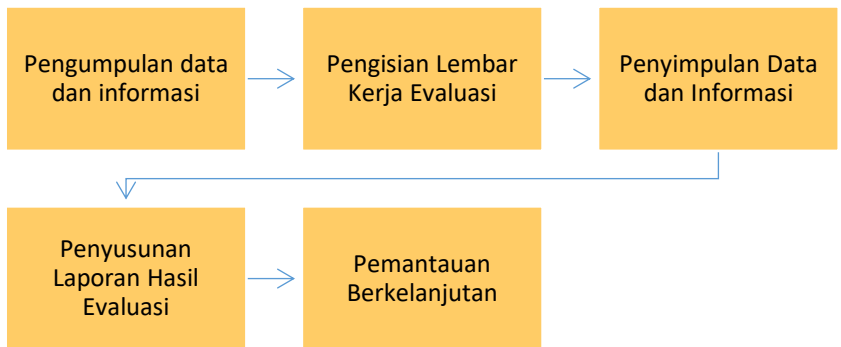 Pengumpulan data
dan informasi
Pengisian Lembar
Kerja Evaluasi
Penyimpulan Data
dan Informasi
Penyusunan
Laporan Hasil
Evaluasi
Pemantauan
Berkelanjutan